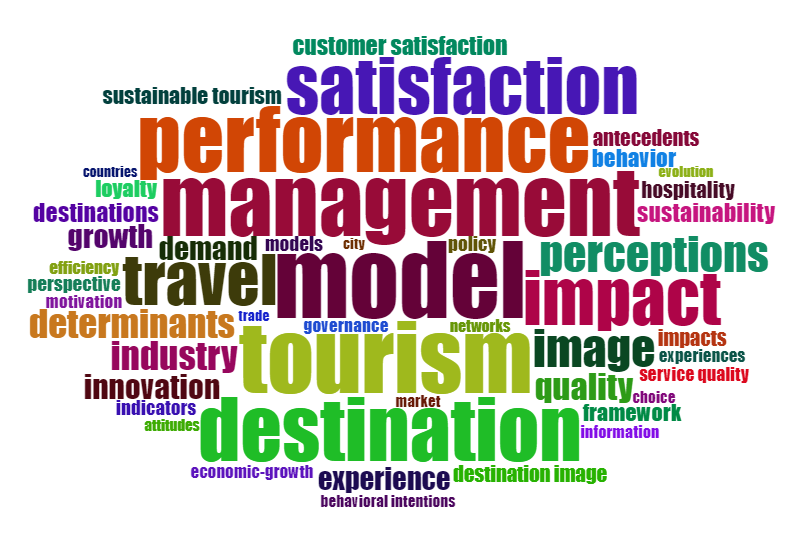 customer satisfaction
satisfaction
sustainable tourism
performance
antecedents
behavior
countries
evolution
loyalty
management
hospitality
destinations
sustainability
growth
demand
models
city
policy
perceptions
efficiency
travel
model
perspective
impact
motivation
determinants
trade
governance
networks
tourism
image
impacts
industry
experiences
service quality
innovation
quality
choice
indicators
market
framework
attitudes
destination
information
economic-growth
experience
destination image
behavioral intentions